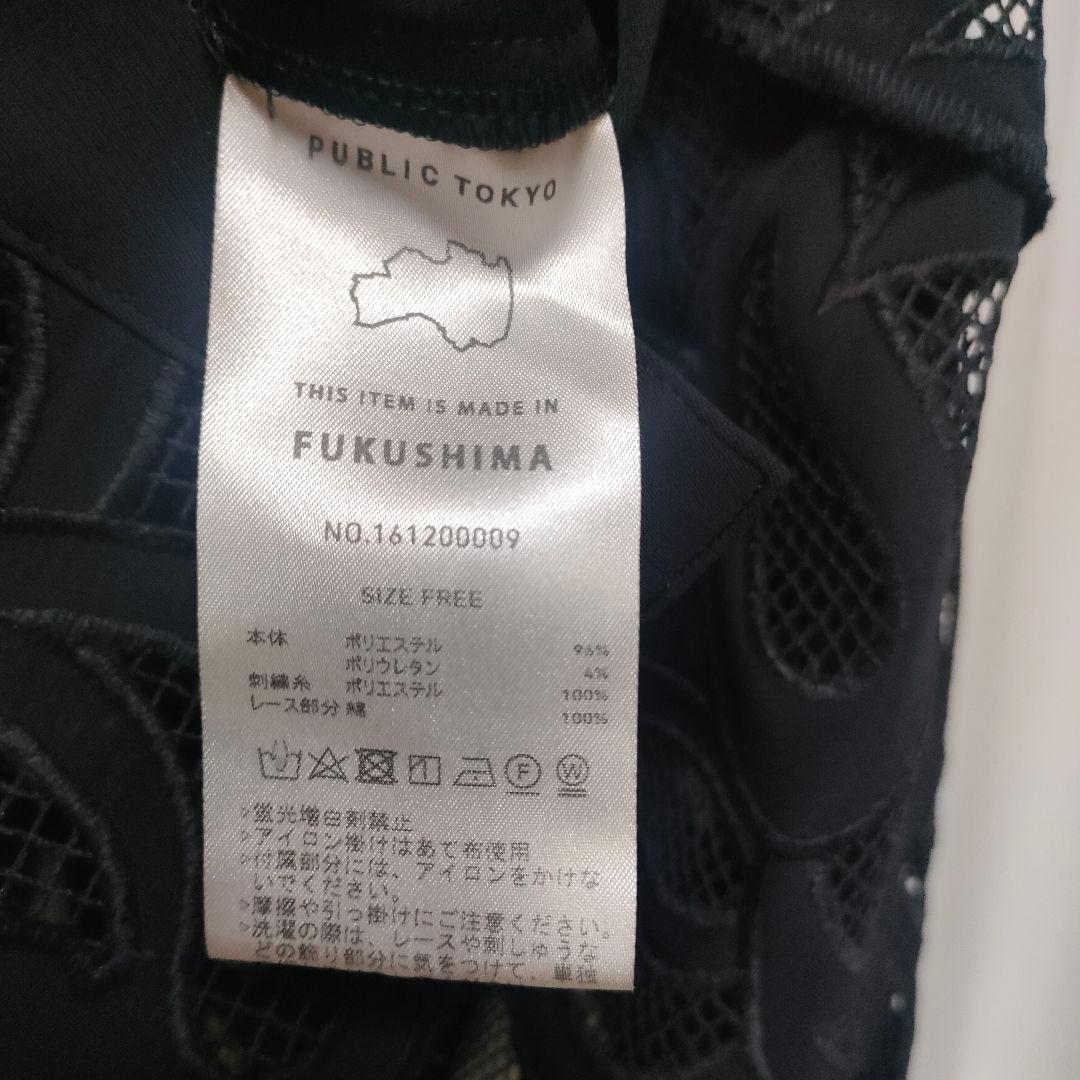 PUBLIC TOKYO
THIS ITEM IS MADE IN
FUKUSHIMA
NO.161200009
SIZE FREE
本体 ポリエステル 96%
ポリウレタン 4%
刺繍糸 ポリエステル 100%
レース部分 綿 100%
F W
>蛍光増白剤禁止
>アイロン掛けはあて布使用
>付属部分には、アイロンをかけな
いでください。
>摩擦や引っ掛けにご注意ください。
>洗濯の際は、レースや刺しゅうな
どの飾り部分に気をつけて、単独